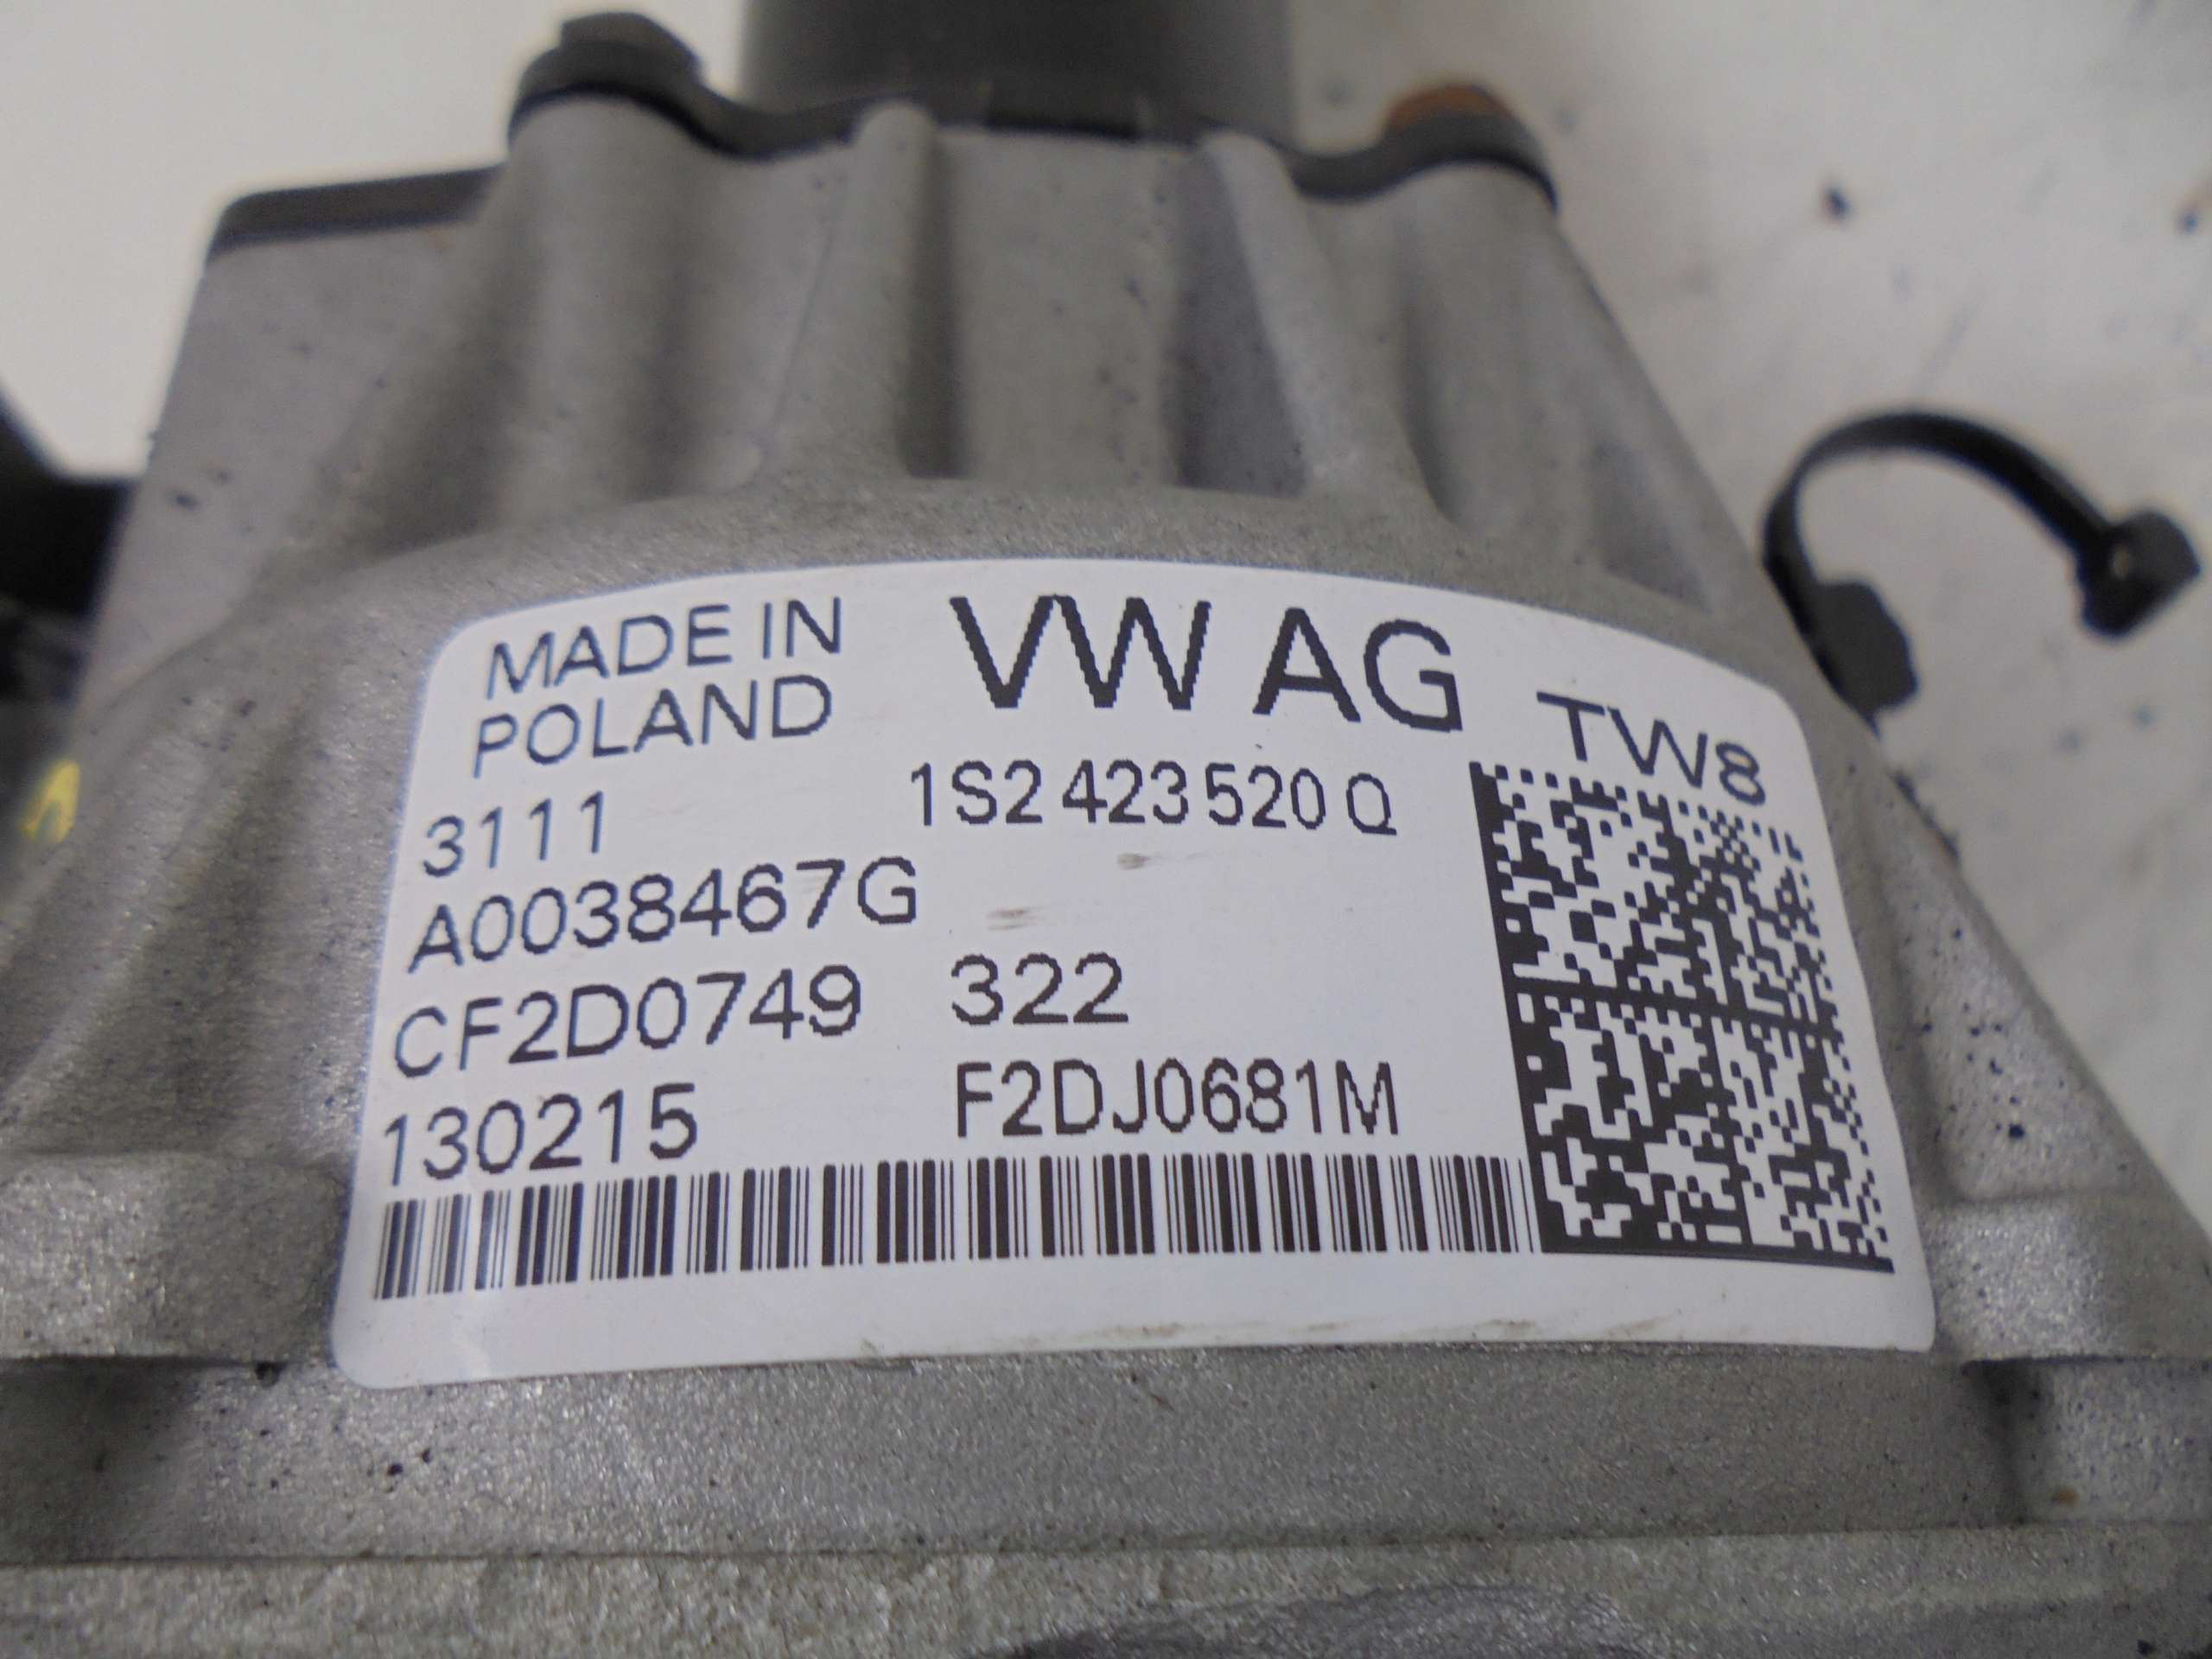 MADE IN VW AG
POLAND TW8
3111 1S2 423 520 Q
A0038467G
CF2D0749 322
130215 F2DJ0681M